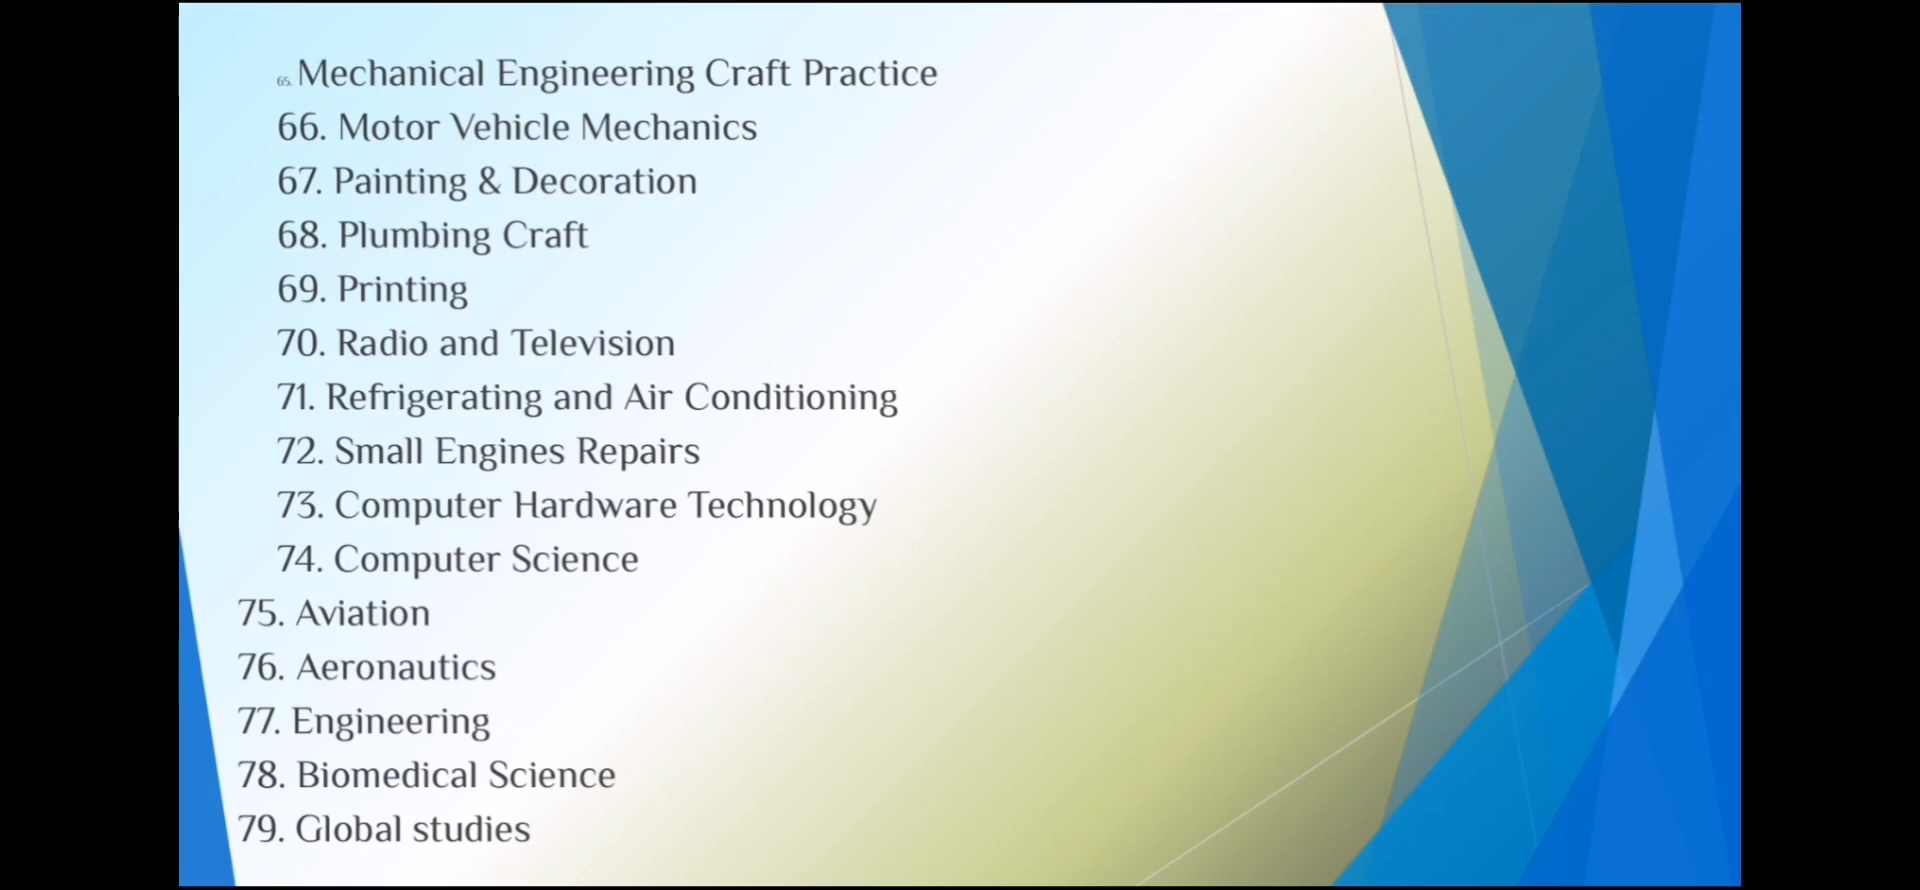 65. Mechanical Engineering Craft Practice
66. Motor Vehicle Mechanics
67. Painting & Decoration
68. Plumbing Craft
69. Printing
70. Radio and Television
71. Refrigerating and Air Conditioning
72. Small Engines Repairs
73. Computer Hardware Technology
74. Computer Science
75. Aviation
76. Aeronautics
77. Engineering
78. Biomedical Science
79. Global studies